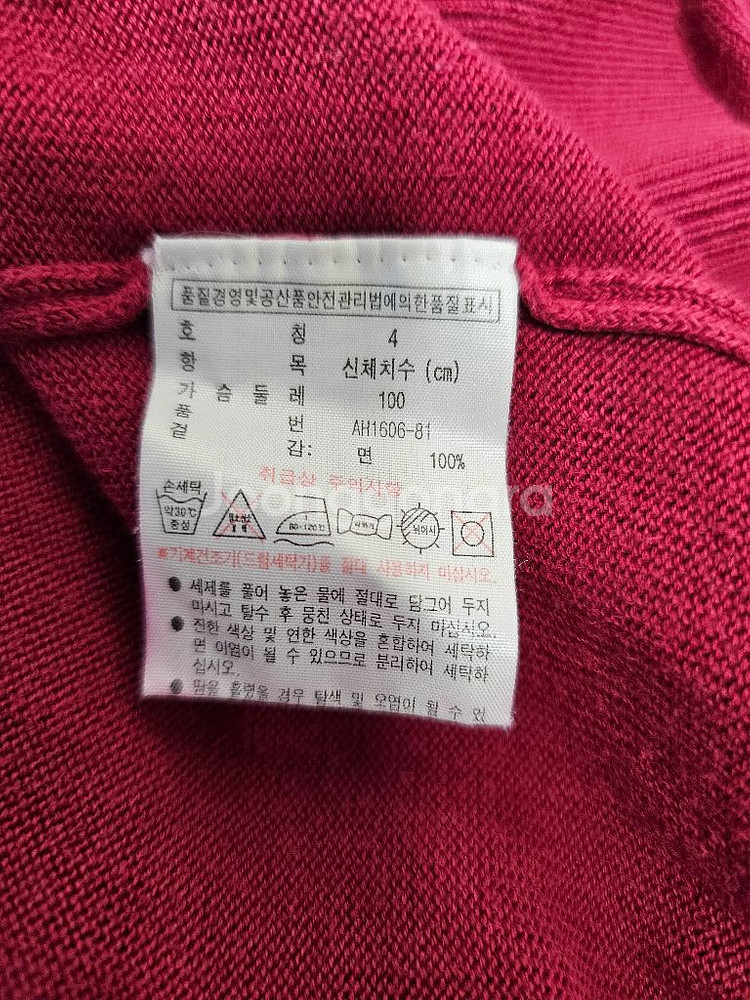 품질경영및공산품안전관리법에의한품질표시
호 칭 4
항 목 신체치수 (cm)
가 슴 둘 레 100
품 번 AH1606-81
겉 감: 면 100%
취급상 주의사항
손세탁
약30℃
중성
80-120℃
약하게
뉘어서
*기계건조기(드럼세탁기)를 절대 사용하지 미십시오.
● 세제를 풀어 놓은 물에 절대로 담그어 두지
마시고 탈수 후 뭉친 상태로 두지 마십시오.
● 진한 색상 및 연한 색상을 혼합하여 세탁하
면 이염이 될 수 있으므로 분리하여 세탁하
십시오.
● 땀을 흘렸을 경우 탈색 및 오염이 될 수 있